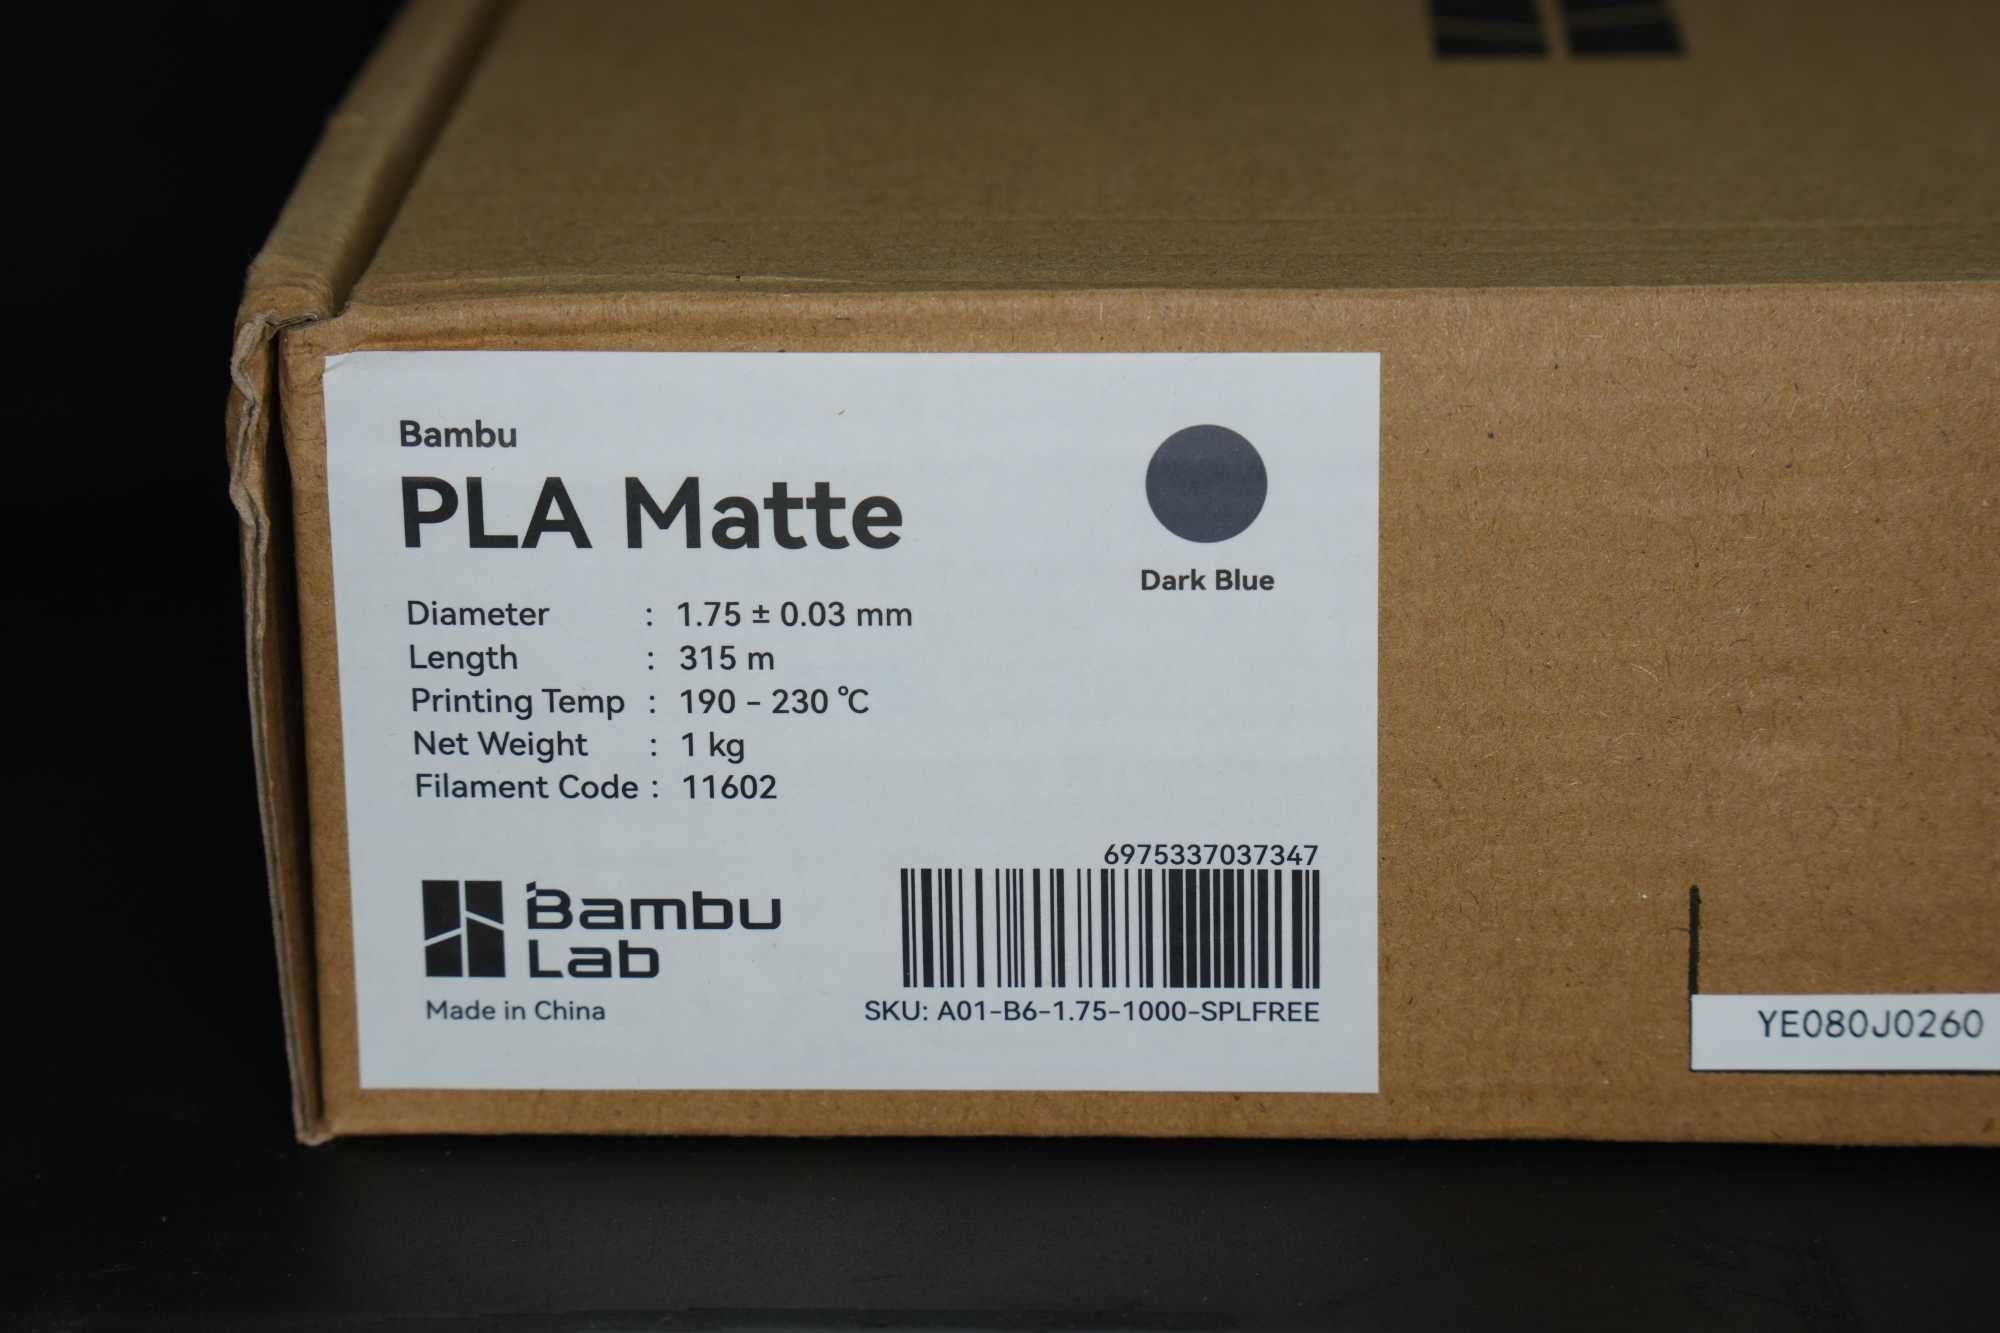 Bambu
PLA Matte
Dark Blue
Diameter : 1.75 ± 0.03 mm
Length : 315 m
Printing Temp : 190 - 230 ℃
Net Weight : 1 kg
Filament Code : 11602
6975337037347
Bambu
Lab
Made in China
SKU: A01-B6-1.75-1000-SPLFREE
YE080J0260